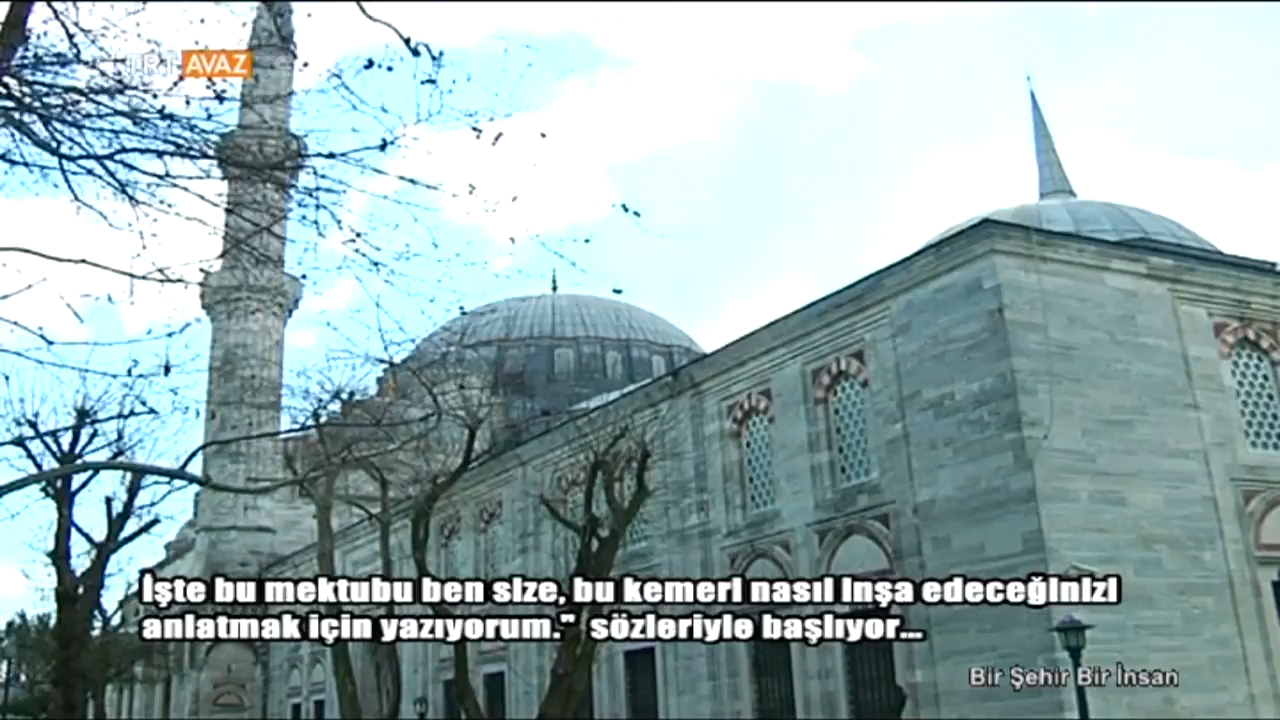 TRT AVAZ
İşte bu mektubu ben size, bu kemeri nasıl inşa edeceğinizi
anlatmak için yazıyorum." sözleriyle başlıyor...
Bir Şehir Bir İnsan